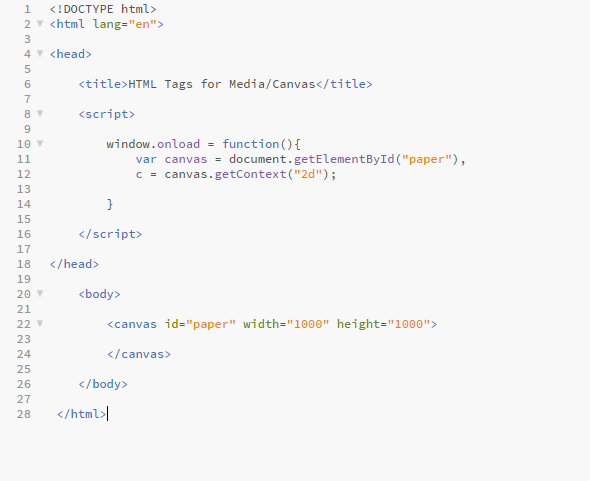 1 <!DOCTYPE html>
2 <html lang="en">
3
4 <head>
5
6 <title>HTML Tags for Media/Canvas</title>
7
8 <script>
9
10 window.onload = function(){
11 var canvas = document.getElementById("paper"),
12 c = canvas.getContext("2d");
13
14 }
15
16 </script>
17
18 </head>
19
20 <body>
21
22 <canvas id="paper" width="1000" height="1000">
23
24 </canvas>
25
26 </body>
27
28 </html>